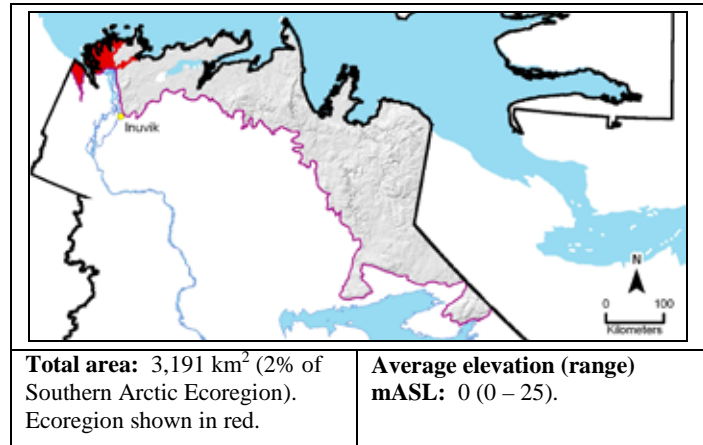 Inuvik
N
0 100
Kilometers
Total area: 3,191 km² (2% of
Southern Arctic Ecoregion).
Ecoregion shown in red.
Average elevation (range)
mASL: 0 (0 – 25).